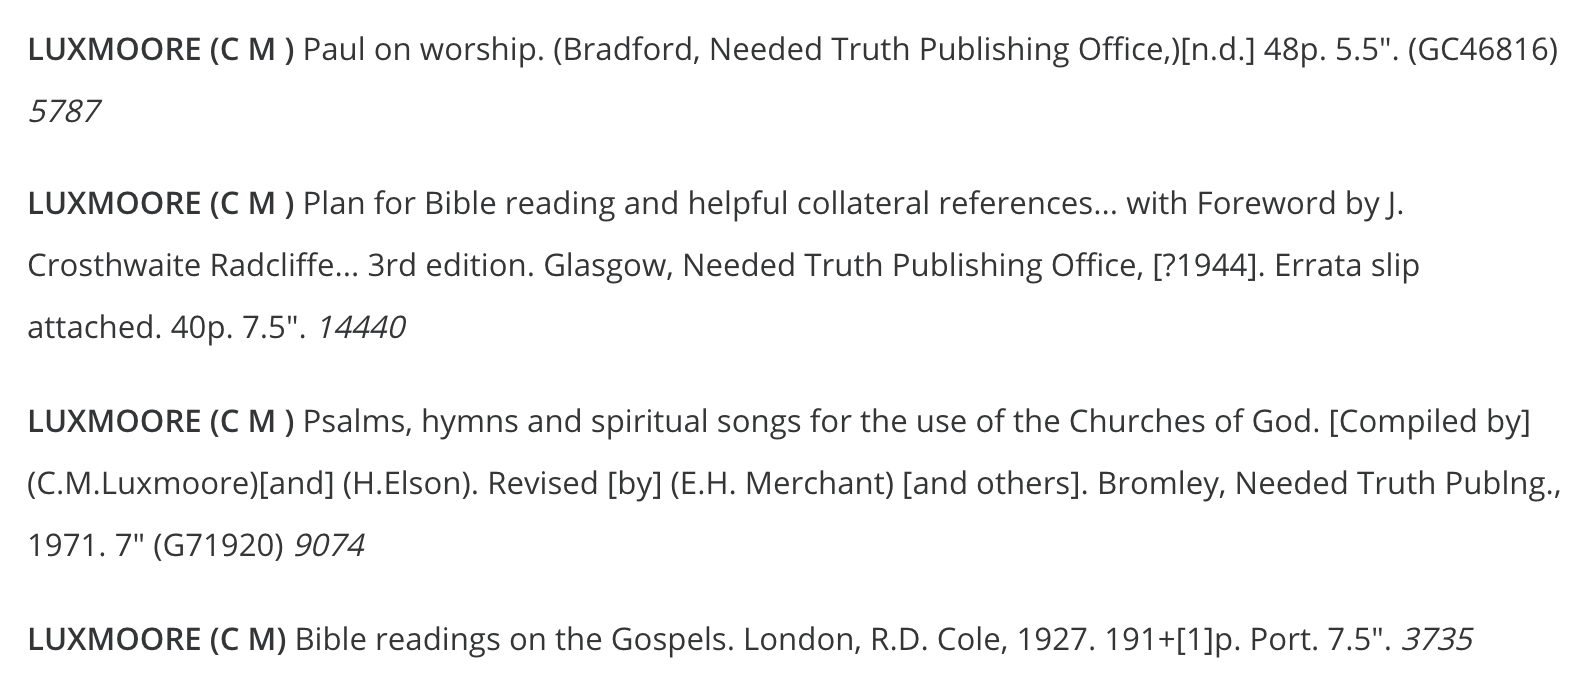 LUXMOORE (C M ) Paul on worship. (Bradford, Needed Truth Publishing Office,)[n.d.] 48p. 5.5". (GC46816)
5787
LUXMOORE (C M ) Plan for Bible reading and helpful collateral references... with Foreword by J.
Crosthwaite Radcliffe... 3rd edition. Glasgow, Needed Truth Publishing Office, [?1944]. Errata slip
attached. 40p. 7.5". 14440
LUXMOORE (C M ) Psalms, hymns and spiritual songs for the use of the Churches of God. [Compiled by]
(C.M.Luxmoore)[and] (H.Elson). Revised [by] (E.H. Merchant) [and others]. Bromley, Needed Truth Publng.,
1971. 7" (G71920) 9074
LUXMOORE (C M) Bible readings on the Gospels. London, R.D. Cole, 1927. 191+[1]p. Port. 7.5". 3735